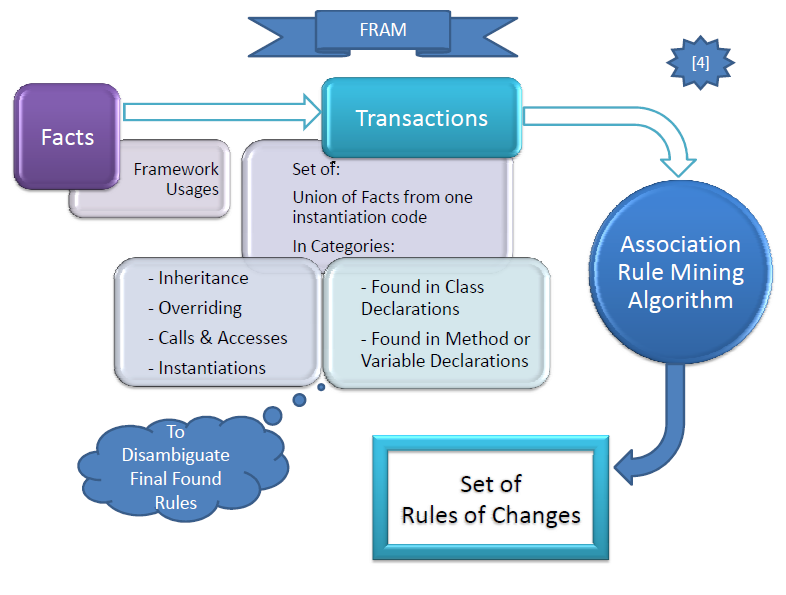 FRAM
[4]
Facts
Transactions
Framework
Usages
Set of:
Union of Facts from one
instantiation code
In Categories:
- Inheritance
- Overriding
- Calls & Accesses
- Instantiations
- Found in Class
Declarations
- Found in Method or
Variable Declarations
Association
Rule Mining
Algorithm
To
Disambiguate
Final Found
Rules
Set of
Rules of Changes